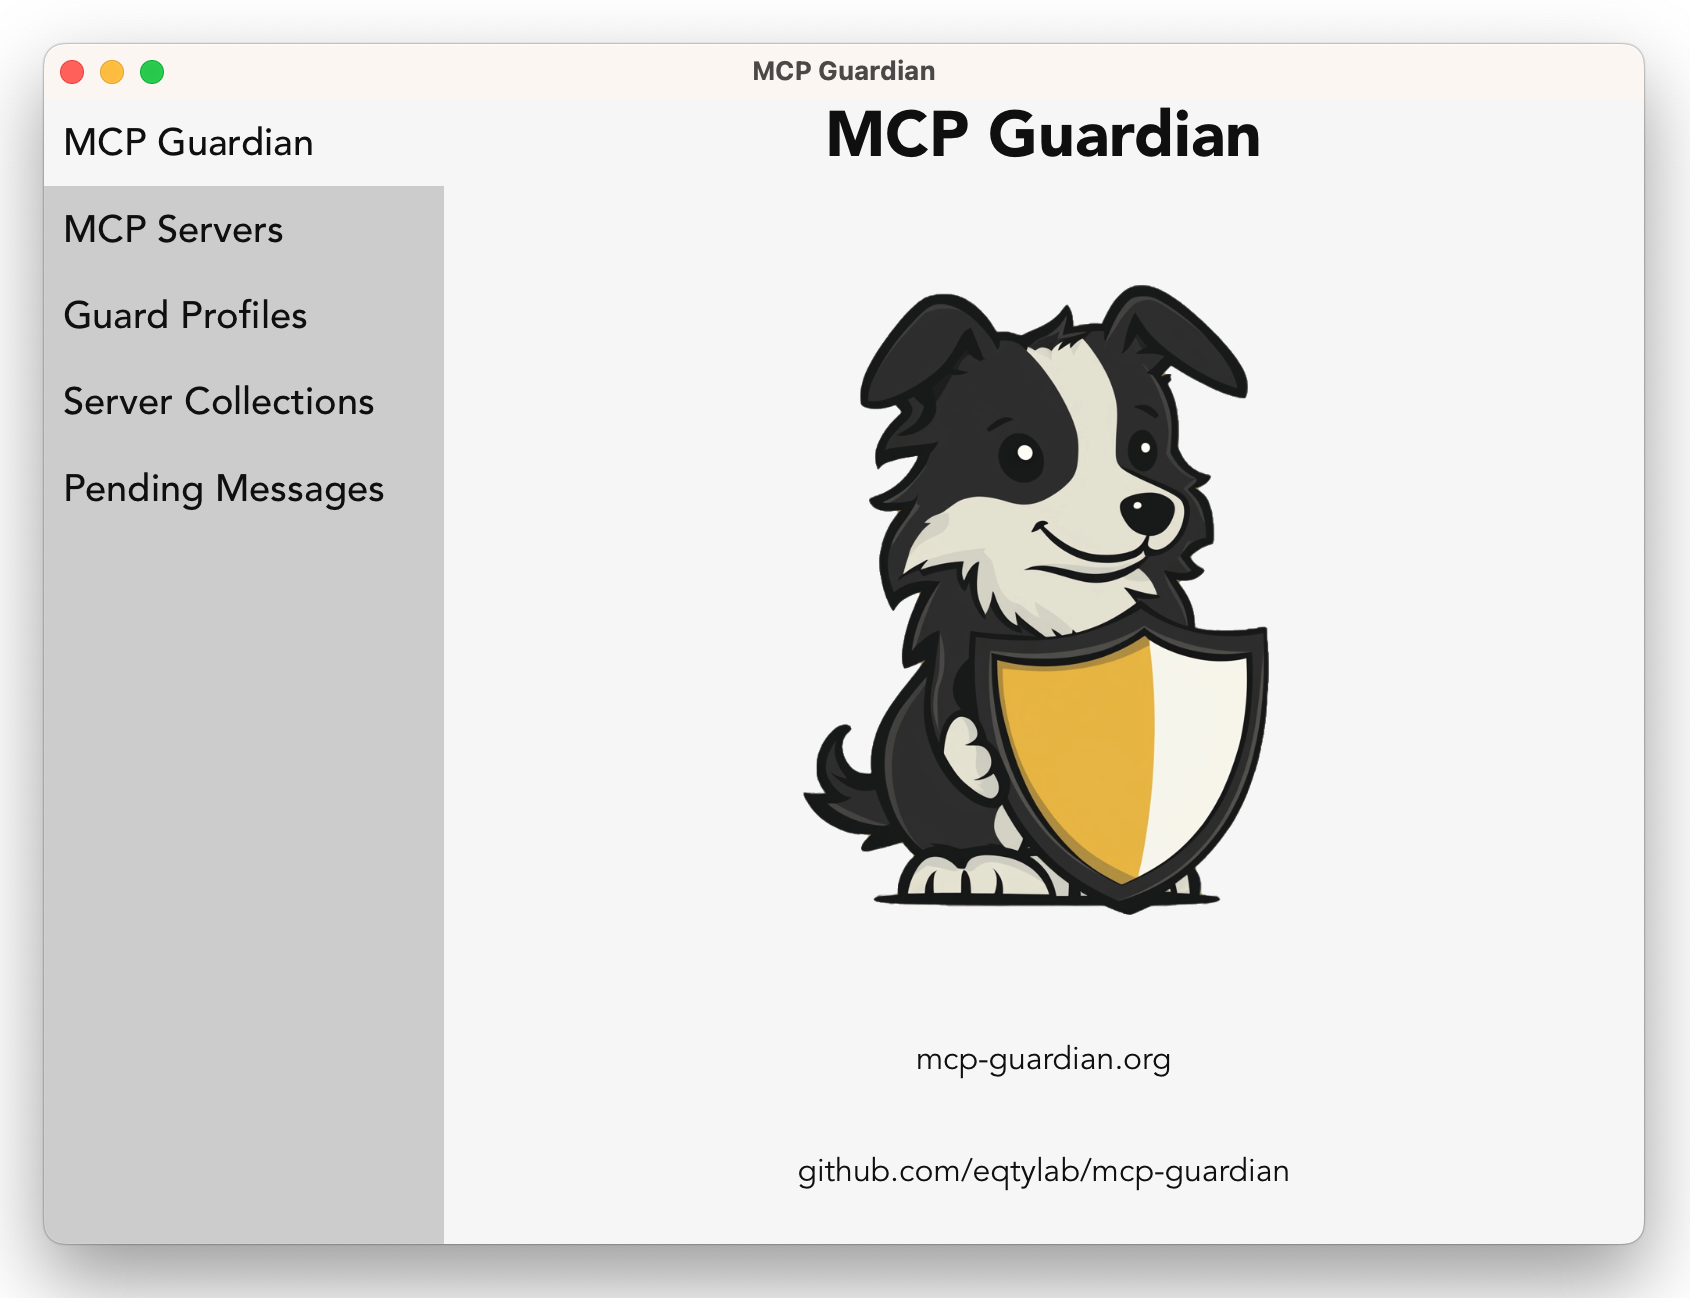 MCP Guardian
MCP Guardian
MCP Servers
Guard Profiles
Server Collections
Pending Messages
MCP Guardian
mcp-guardian.org
github.com/eqtylab/mcp-guardian